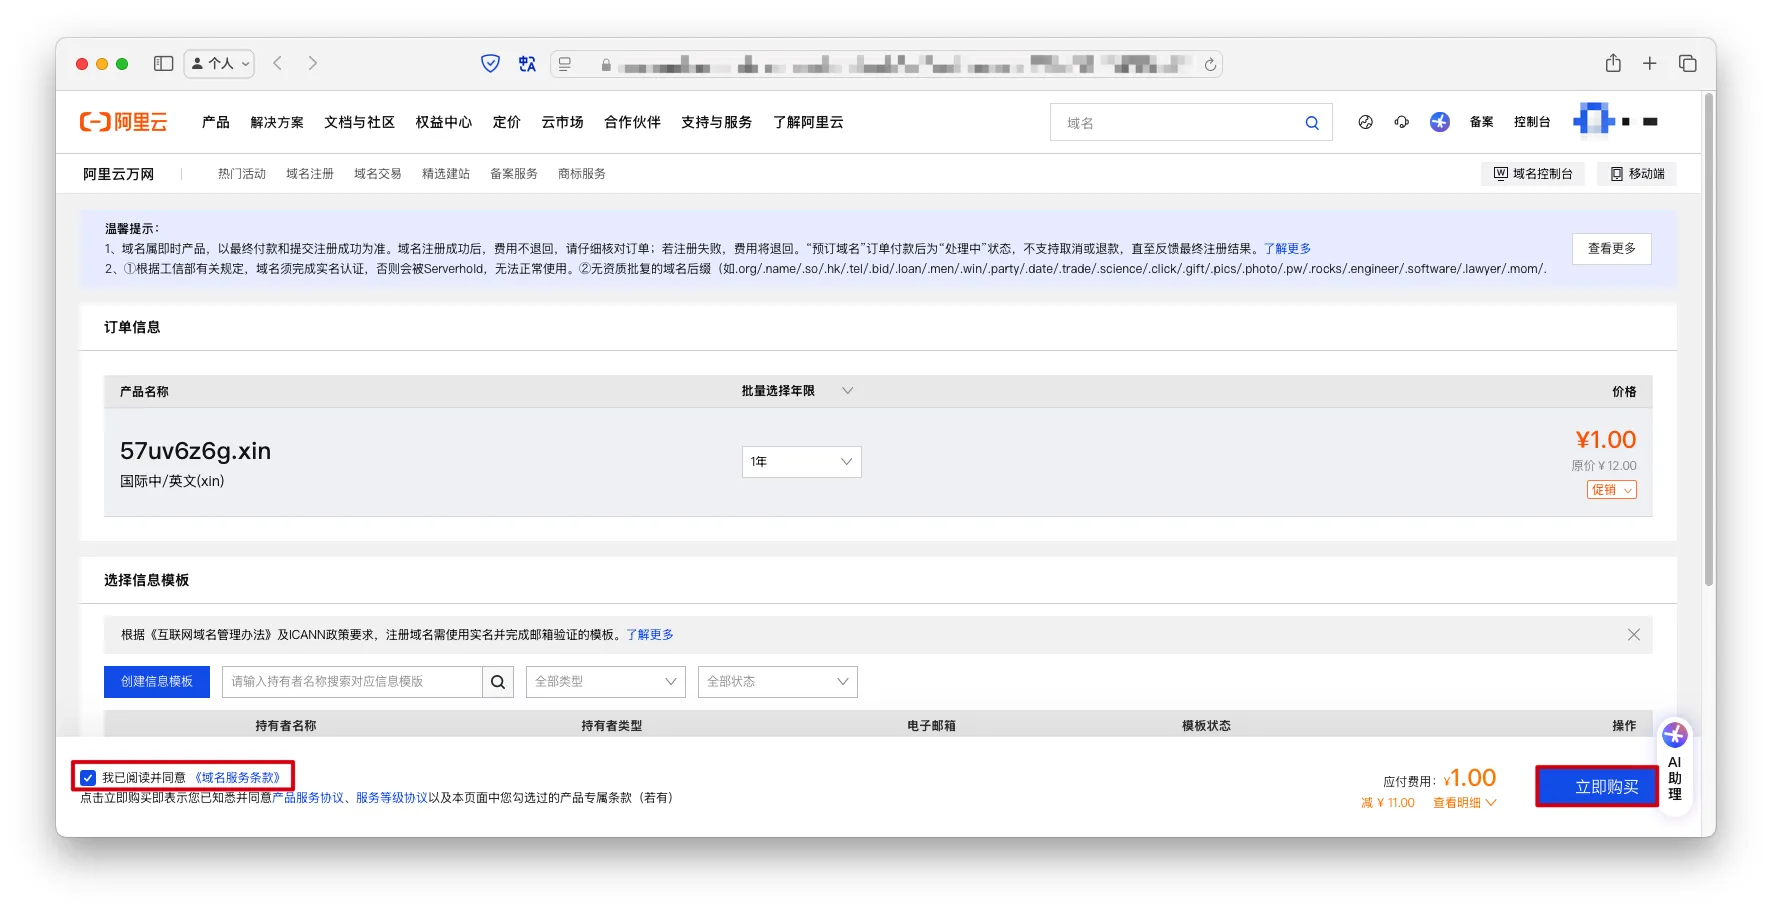 个人
阿里云 产品 解决方案 文档与社区 权益中心 定价 云市场 合作伙伴 支持与服务 了解阿里云 域名 备案 控制台
阿里云万网 热门活动 域名注册 域名交易 精选建站 备案服务 商标服务 域名控制台 移动端
温馨提示：
1、域名属即时产品，以最终付款和提交注册成功为准。域名注册成功后，费用不退回，请仔细核对订单；若注册失败，费用将退回。“预订域名”订单付款后为“处理中”状态，不支持取消或退款，直至反馈最终注册结果。了解更多
2、①根据工信部有关规定，域名须完成实名认证，否则会被Serverhold，无法正常使用。②无资质批复的域名后缀（如.org/.name/.so/.hk/.tel/.bid/.loan/.men/.win/.party/.date/.trade/.science/.click/.gift/.pics/.photo/.pw/.rocks/.engineer/.software/.lawyer/.mom/.
查看更多
订单信息
产品名称 批量选择年限 价格
57uv6z6g.xin
国际中/英文(xin)
1年
¥1.00
原价 ¥ 12.00
促销
选择信息模板
根据《互联网域名管理办法》及ICANN政策要求，注册域名需使用实名并完成邮箱验证的模板。了解更多
创建信息模板 请输入持有者名称搜索对应信息模版 全部类型 全部状态
持有者名称 持有者类型 电子邮箱 模板状态 操作
我已阅读并同意 《域名服务条款》
点击立即购买即表示您已知悉并同意产品服务协议、服务等级协议以及本页面中您勾选过的产品专属条款（若有）
应付费用：¥1.00
减 ¥ 11.00 查看明细
立即购买
AI
助
理